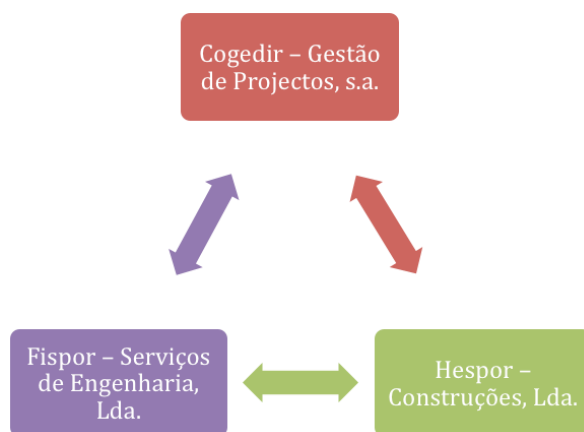 Cogedir – Gestão
de Projectos, s.a.
Fispor – Serviços
de Engenharia,
Lda.
Hespor –
Construções, Lda.